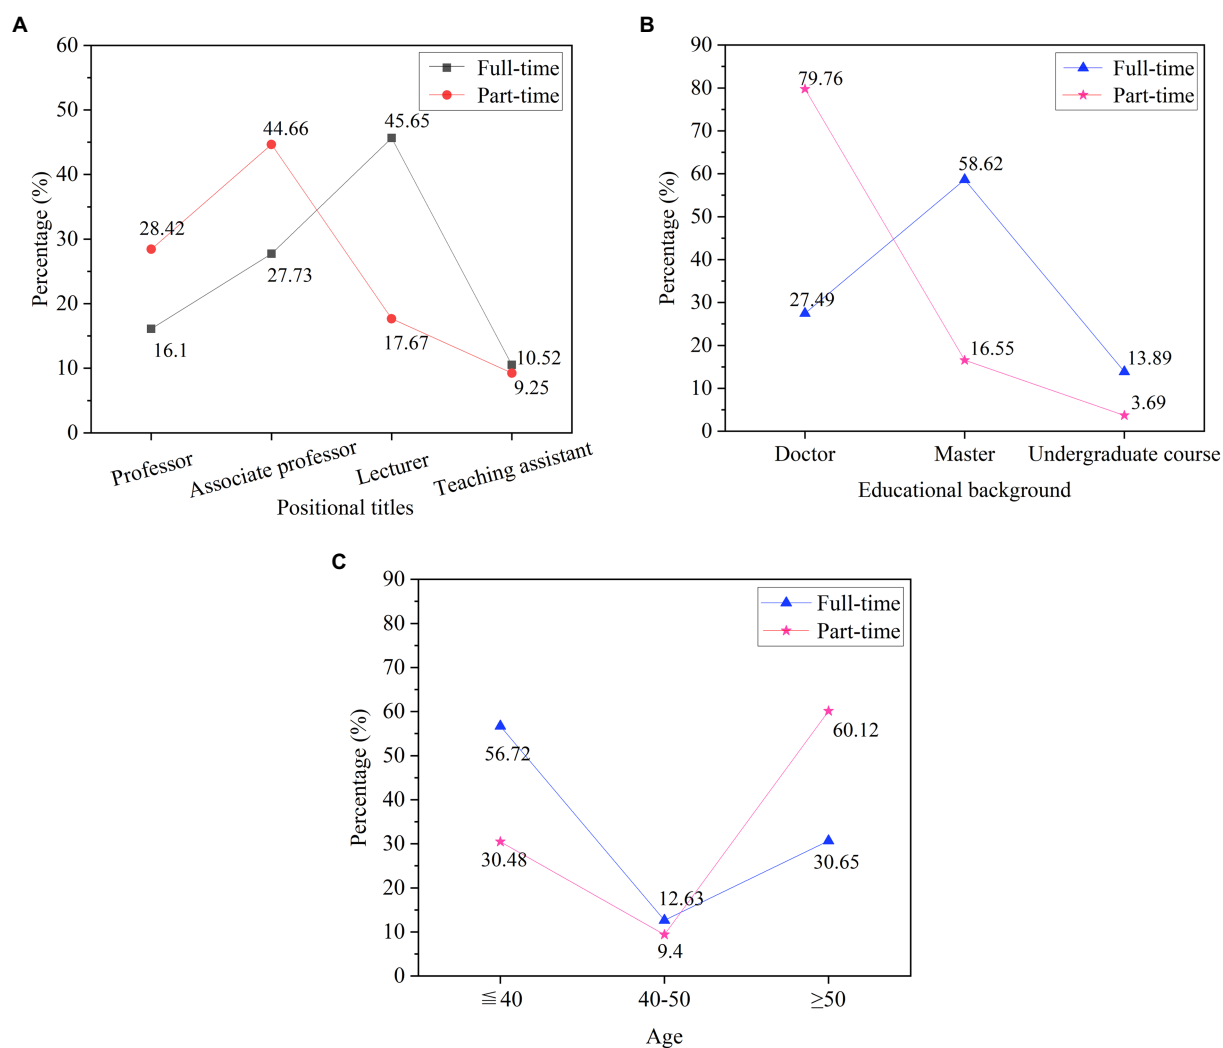 A
60
50
40
30
20
10
0
Percentage (%)
Full-time
Part-time
28.42
44.66
45.65
16.1
27.73
17.67
10.52
9.25
Professor
Associate professor
Lecturer
Teaching assistant
Positional titles
B
90
80
70
60
50
40
30
20
10
0
Percentage (%)
Full-time
Part-time
79.76
58.62
27.49
16.55
13.89
3.69
Doctor
Master
Undergraduate course
Educational background
C
90
80
70
60
50
40
30
20
10
0
Percentage (%)
Full-time
Part-time
56.72
30.48
12.63
9.4
60.12
30.65
≦40
40-50
≥50
Age